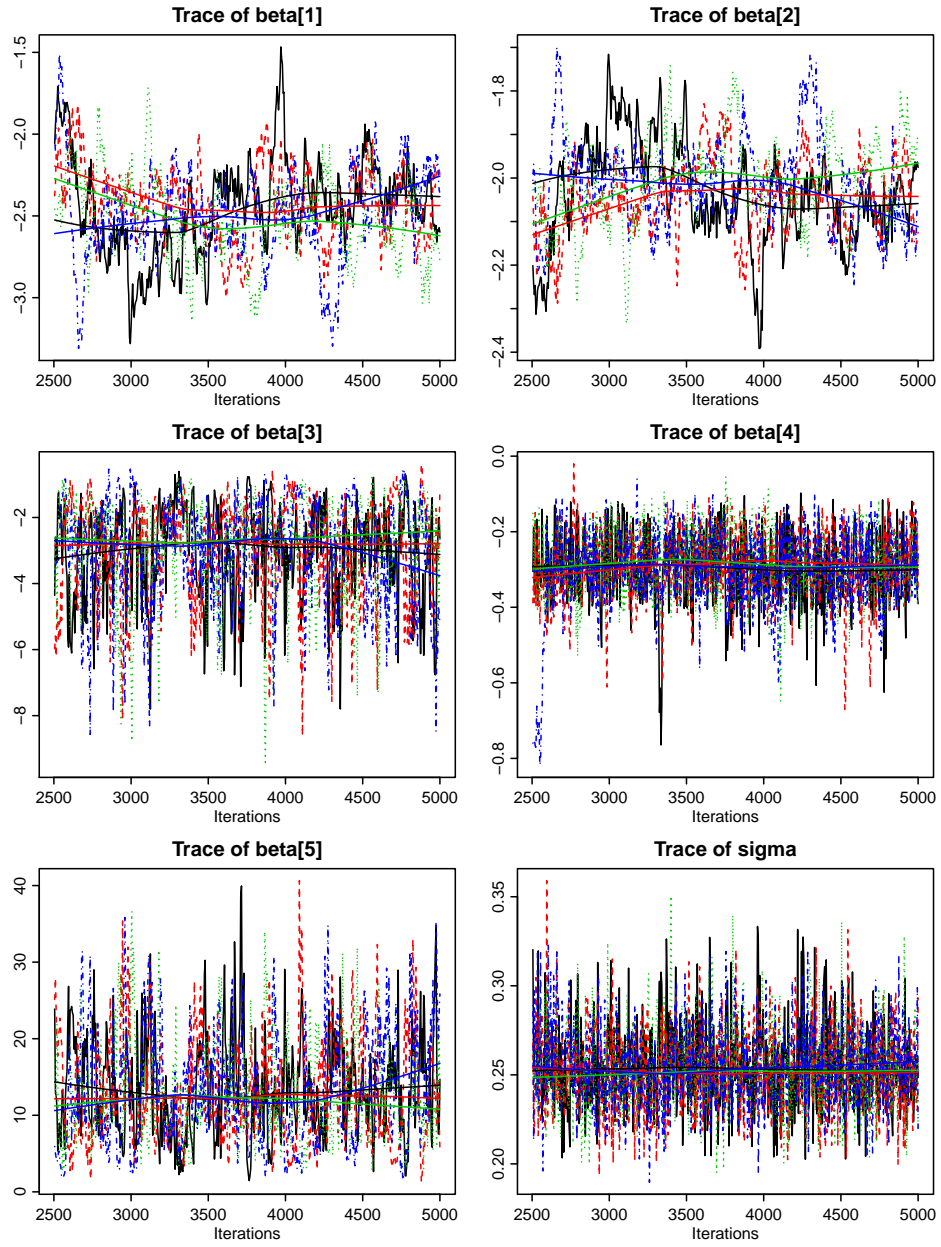 Trace of beta[1]
−1.5
−2.0
−2.5
−3.0
2500 3000 3500 4000 4500 5000
Iterations
Trace of beta[2]
−1.8
−2.0
−2.2
−2.4
2500 3000 3500 4000 4500 5000
Iterations
Trace of beta[3]
−2
−4
−6
−8
2500 3000 3500 4000 4500 5000
Iterations
Trace of beta[4]
0.0
−0.2
−0.4
−0.6
−0.8
2500 3000 3500 4000 4500 5000
Iterations
Trace of beta[5]
40
30
20
10
0
2500 3000 3500 4000 4500 5000
Iterations
Trace of sigma
0.35
0.30
0.25
0.20
2500 3000 3500 4000 4500 5000
Iterations